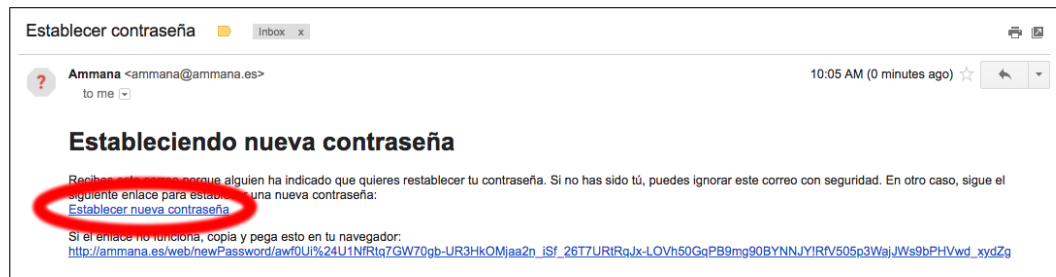 Establecer contraseña Inbox x
Ammana <ammana@ammana.es> 10:05 AM (0 minutes ago)
to me
Estableciendo nueva contraseña
Recibes este correo porque alguien ha indicado que quieres restablecer tu contraseña. Si no has sido tú, puedes ignorar este correo con seguridad. En otro caso, sigue el
siguiente enlace para establecer una nueva contraseña:
Establecer nueva contraseña
Si el enlace no funciona, copia y pega esto en tu navegador:
http://ammana.es/web/newPassword/awf0Ui%24U1NfRtq7GW70gb-UR3HkOMjaa2n_iSf_26T7URtRqJx-LOVh50GqPB9mg90BYNNJY!RfV505p3WajJWs9bPHVwd_xydZg